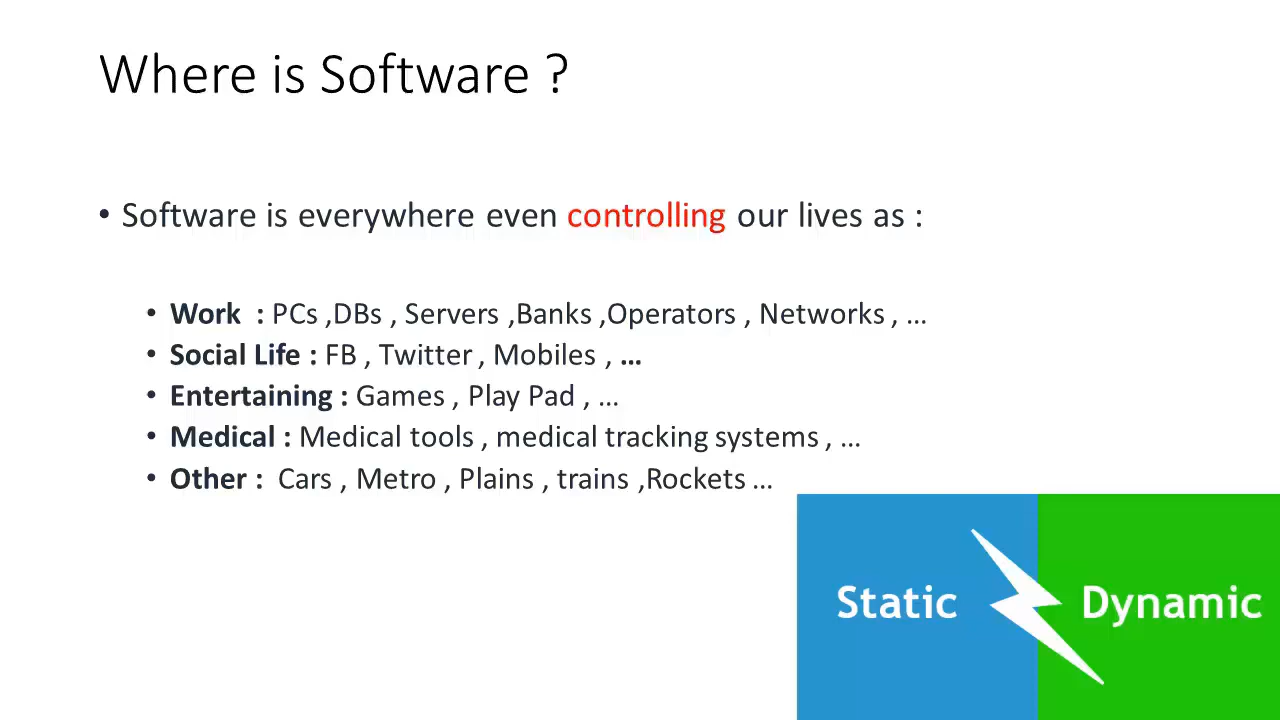 Where is Software ?
• Software is everywhere even controlling our lives as :
• Work : PCs ,DBs , Servers ,Banks ,Operators , Networks , …
• Social Life : FB , Twitter , Mobiles , …
• Entertaining : Games , Play Pad , …
• Medical : Medical tools , medical tracking systems , …
• Other : Cars , Metro , Plains , trains ,Rockets …
Static Dynamic